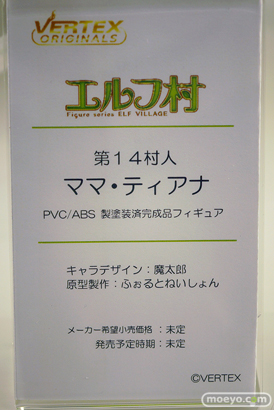 VERTEX
ORIGINALS
エルフ村
Figure series ELF VILLAGE
第14村人
ママ・ティアナ
PVC/ABS 製塗装済完成品フィギュア
キャラデザイン：魔太郎
原型製作：ふぉるとねいしょん
メーカー希望小売価格 ：未定
発売予定時期：未定
©VERTEX
moeyo.com